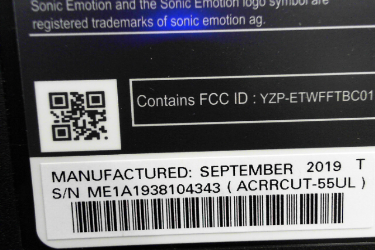 Sonic Emotion and the Sonic Emotion logo symbol are
registered trademarks of sonic emotion ag.
Contains FCC ID : YZP-ETWFFTBC01
MANUFACTURED: SEPTEMBER 2019 T
S/N ME1A1938104343 ( ACRRCUT-55UL )